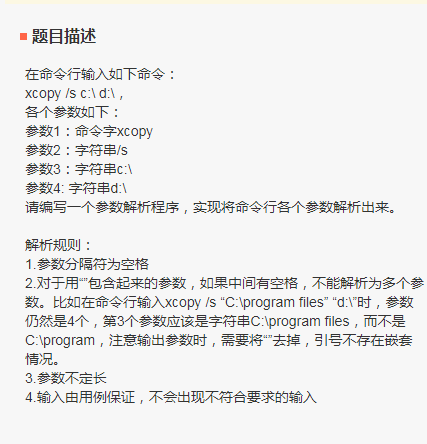 题目描述
在命令行输入如下命令：
xcopy /s c:\ d:\，
各个参数如下：
参数1：命令字xcopy
参数2：字符串/s
参数3：字符串c:\
参数4: 字符串d:\
请编写一个参数解析程序，实现将命令行各个参数解析出来。
解析规则：
1.参数分隔符为空格
2.对于用“”包含起来的参数，如果中间有空格，不能解析为多个参
数。比如在命令行输入xcopy /s “C:\program files” “d:\”时，参数
仍然是4个，第3个参数应该是字符串C:\program files，而不是
C:\program，注意输出参数时，需要将“”去掉，引号不存在嵌套
情况。
3.参数不定长
4.输入由用例保证，不会出现不符合要求的输入